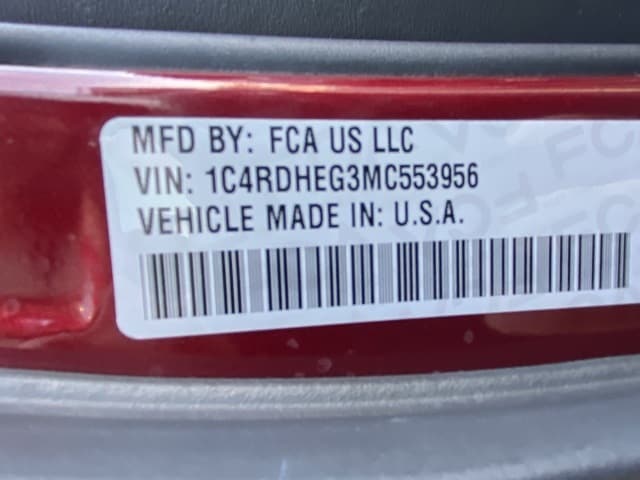 MFD BY: FCA US LLC
VIN: 1C4RDHEG3MC553956
VEHICLE MADE IN: U.S.A.